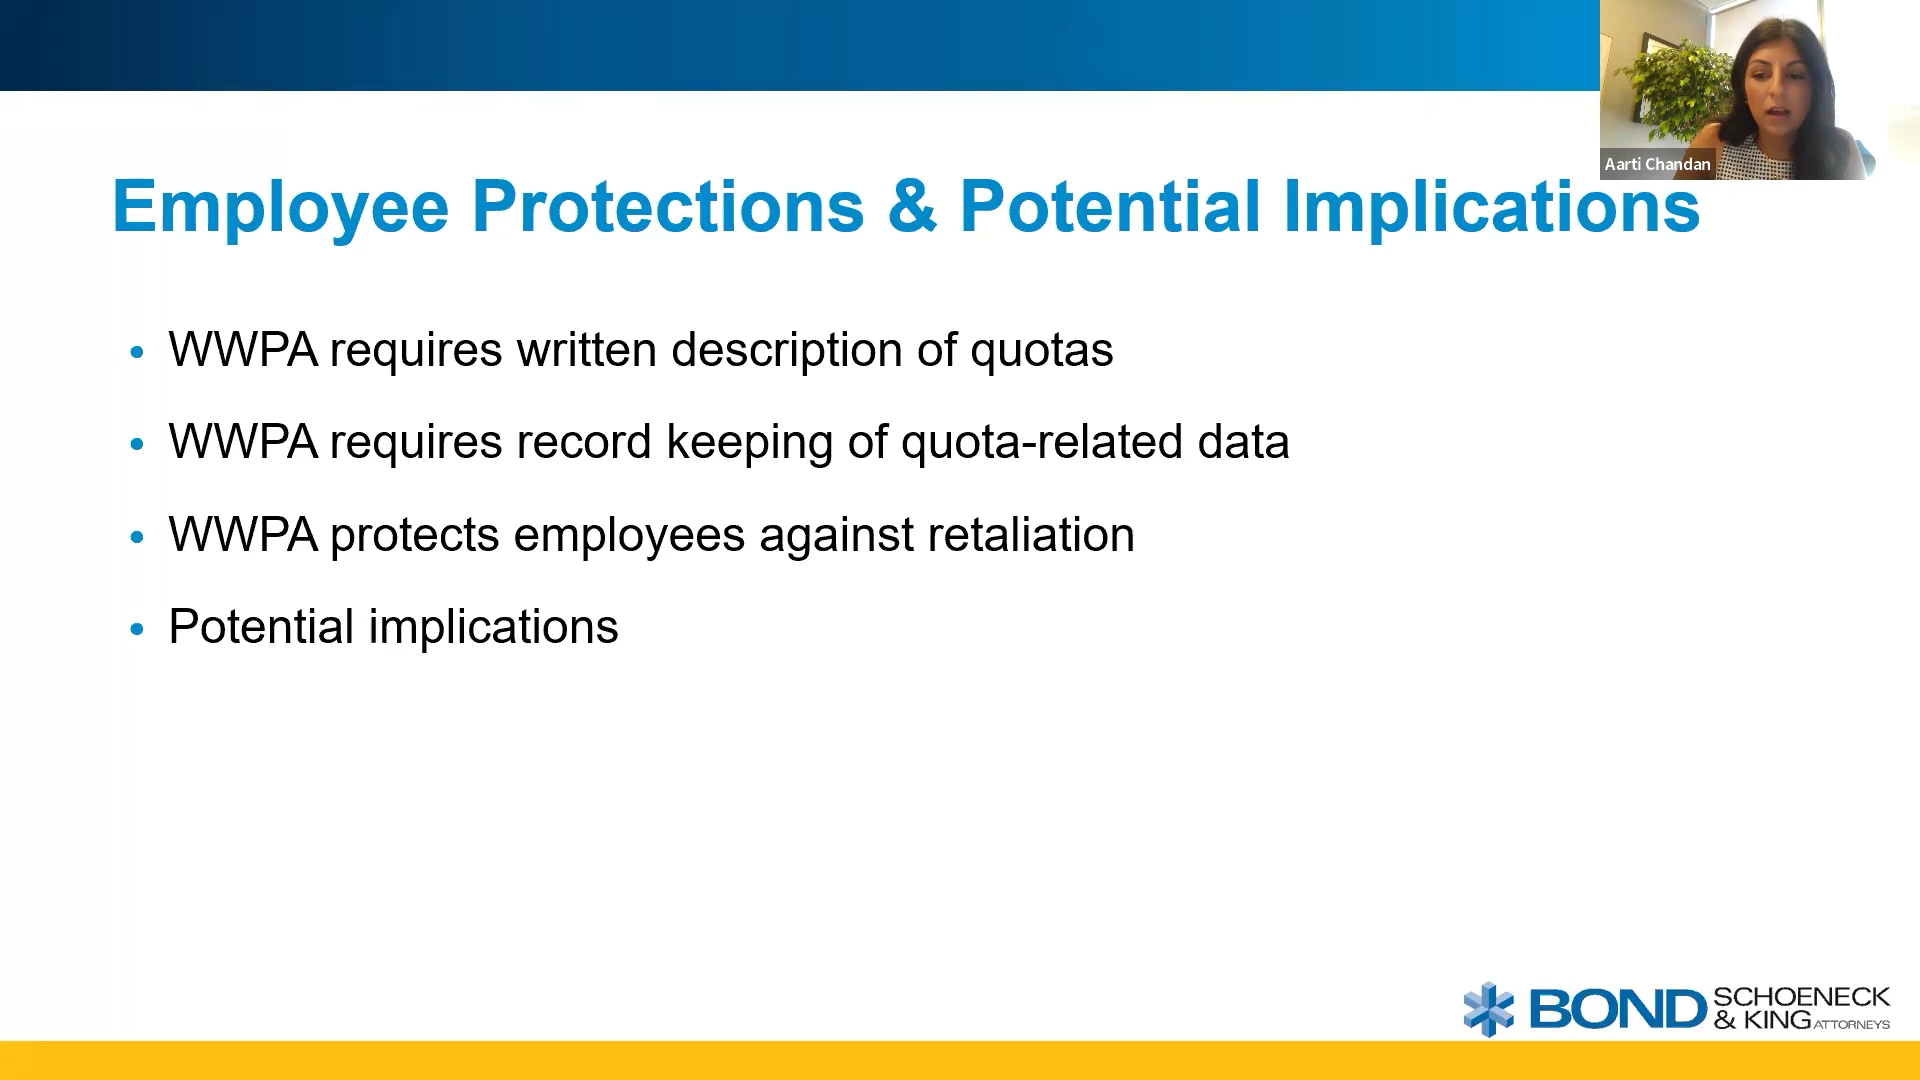 Aarti Chandan
Employee Protections & Potential Implications
• WWPA requires written description of quotas
• WWPA requires record keeping of quota-related data
• WWPA protects employees against retaliation
• Potential implications
BOND SCHOENECK
& KING ATTORNEYS